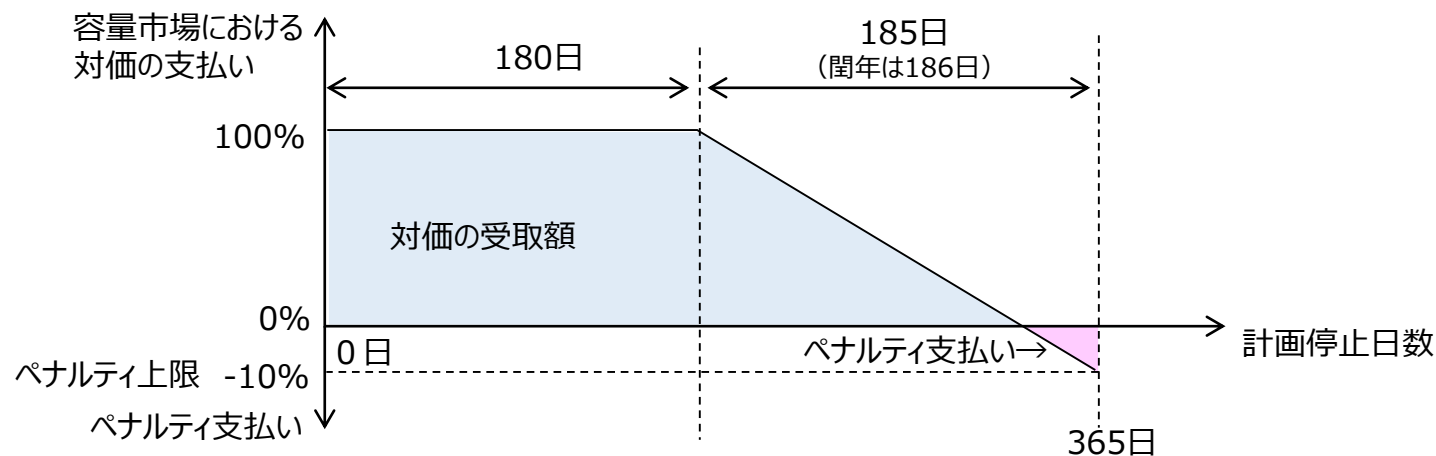 容量市場における
対価の支払い
180日
185日
（閏年は186日）
100%
対価の受取額
0%
0日
ペナルティ支払い→
計画停止日数
ペナルティ上限 -10%
ペナルティ支払い
365日